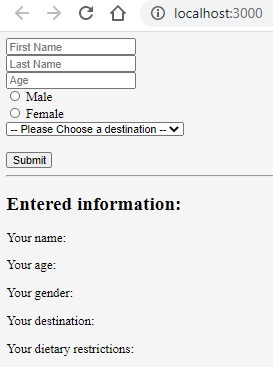 localhost:3000
First Name
Last Name
Age
Male
Female
-- Please Choose a destination --
Submit
Entered information:
Your name:
Your age:
Your gender:
Your destination:
Your dietary restrictions: